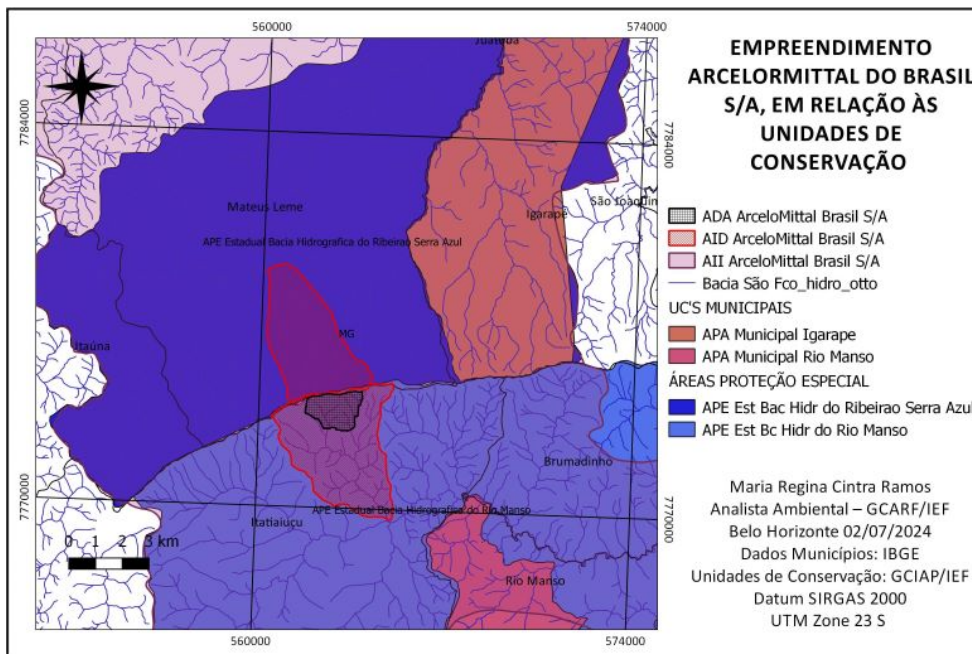 560000
574000
7784000
7784000
Juatuba
Mateus Leme
Igarapé
São Joaquim
APE Estadual Bacia Hidrografica do Ribeirao Serra Azul
MG
Itaúna
Brumadinho
7770000
7770000
Itatiaiuçu
APE Estadual Bacia Hidrografica do Rio Manso
0 1 2 3 km
Rio Manso
560000
574000
EMPREENDIMENTO
ARCELORMITTAL DO BRASIL
S/A, EM RELAÇÃO ÀS
UNIDADES DE
CONSERVAÇÃO
ADA ArceloMittal Brasil S/A
AID ArceloMittal Brasil S/A
AII ArceloMittal Brasil S/A
Bacia São Fco_hidro_otto
UC'S MUNICIPAIS
APA Municipal Igarape
APA Municipal Rio Manso
ÁREAS PROTEÇÃO ESPECIAL
APE Est Bac Hidr do Ribeirao Serra Azul
APE Est Bc Hidr do Rio Manso
Maria Regina Cintra Ramos
Analista Ambiental – GCARF/IEF
Belo Horizonte 02/07/2024
Dados Municípios: IBGE
Unidades de Conservação: GCIAP/IEF
Datum SIRGAS 2000
UTM Zone 23 S